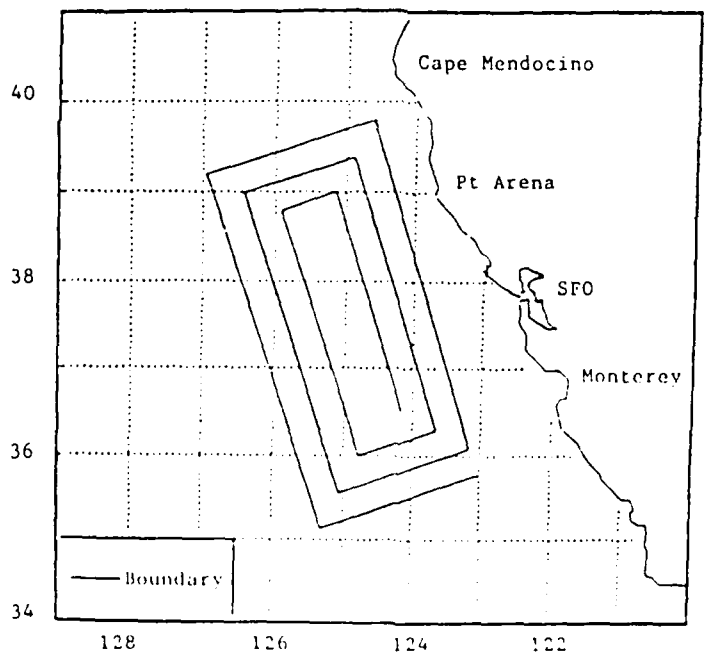 Cape Mendocino
40
Pt Arena
38
SFO
Monterey
36
Boundary
34
128 126 124 122